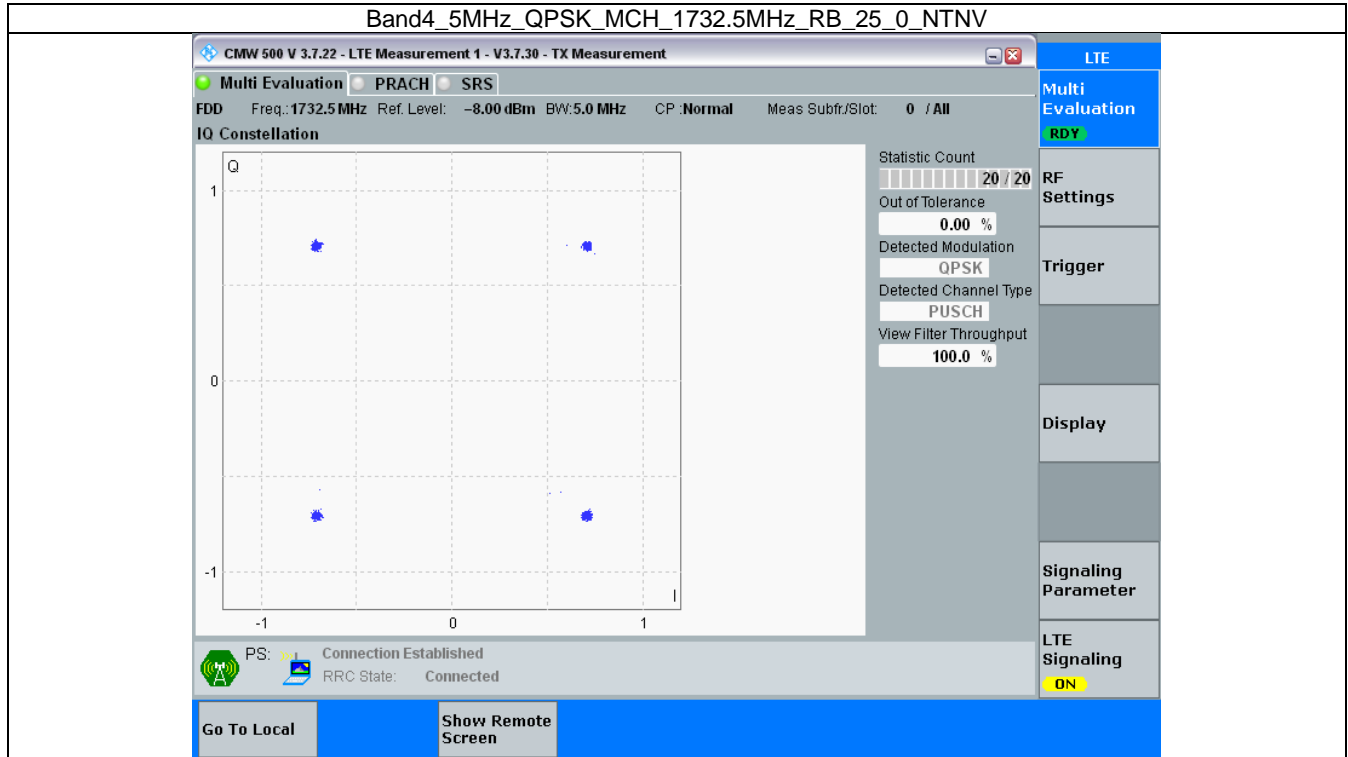 Band4_5MHz_QPSK_MCH_1732.5MHz_RB_25_0_NTNV
CMW 500 V 3.7.22 - LTE Measurement 1 - V3.7.30 - TX Measurement
LTE
Multi Evaluation PRACH SRS
Multi
Evaluation
RDY
FDD Freq.:1732.5 MHz Ref. Level: -8.00 dBm BW:5.0 MHz CP :Normal Meas Subfr./Slot: 0 / All
IQ Constellation
Q
1
0
-1
-1 0 1
I
Statistic Count
20 / 20
Out of Tolerance
0.00 %
Detected Modulation
QPSK
Detected Channel Type
PUSCH
View Filter Throughput
100.0 %
RF
Settings
Trigger
Display
Signaling
Parameter
LTE
Signaling
ON
PS: Connection Established
RRC State: Connected
Go To Local
Show Remote
Screen